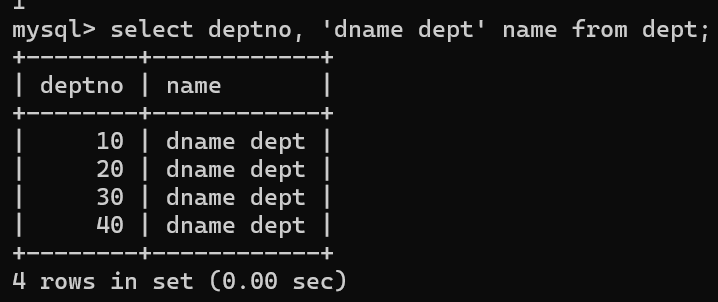 mysql> select deptno, 'dname dept' name from dept;
+--------+------------+
| deptno | name       |
+--------+------------+
|     10 | dname dept |
|     20 | dname dept |
|     30 | dname dept |
|     40 | dname dept |
+--------+------------+
4 rows in set (0.00 sec)